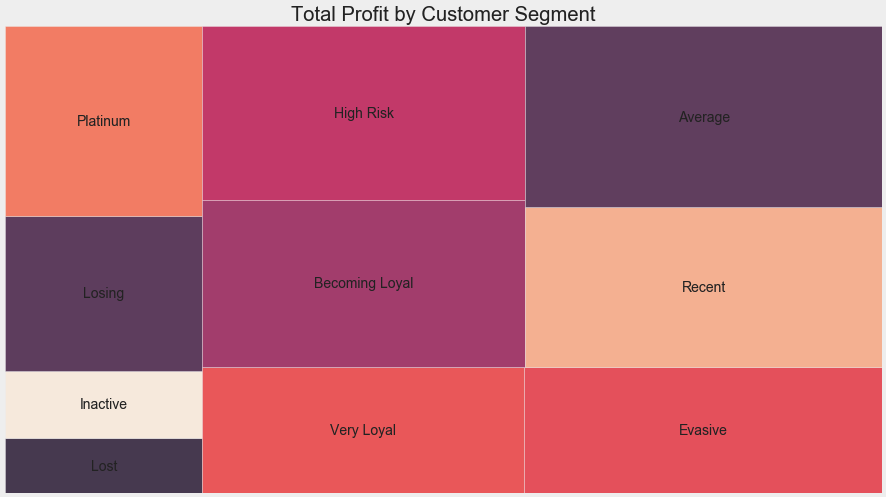 Total Profit by Customer Segment
Platinum
High Risk
Average
Losing
Becoming Loyal
Recent
Inactive
Very Loyal
Evasive
Lost